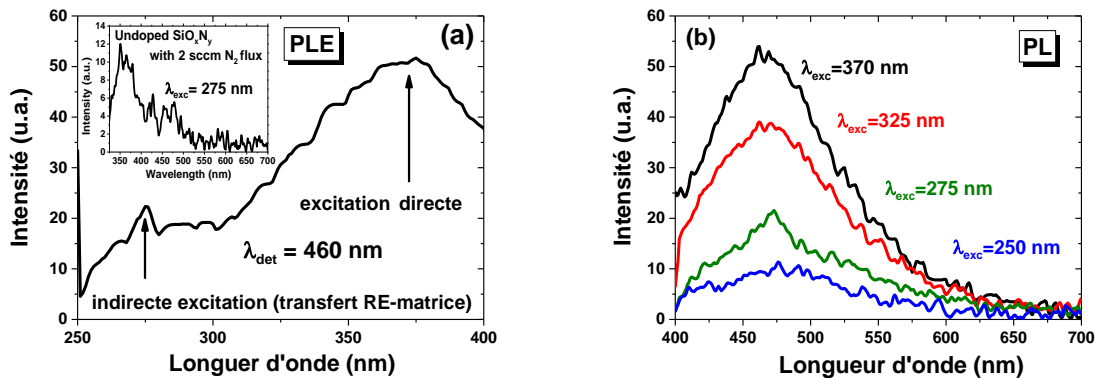 PLE
(a)
Undoped SiOxNy
with 2 sccm N2 flux
λexc= 275 nm
Intensity (a.u.)
14
12
10
8
6
4
2
0
350 400 450 500 550 600 650 700
Wavelength (nm)
excitation directe
λdet = 460 nm
indirecte excitation (transfert RE-matrice)
Intensité (u.a.)
60
50
40
30
20
10
0
250 300 350 400
Longuer d'onde (nm)
(b)
PL
λexc=370 nm
λexc=325 nm
λexc=275 nm
λexc=250 nm
Intensité (u.a.)
60
50
40
30
20
10
0
400 450 500 550 600 650 700
Longueur d'onde (nm)